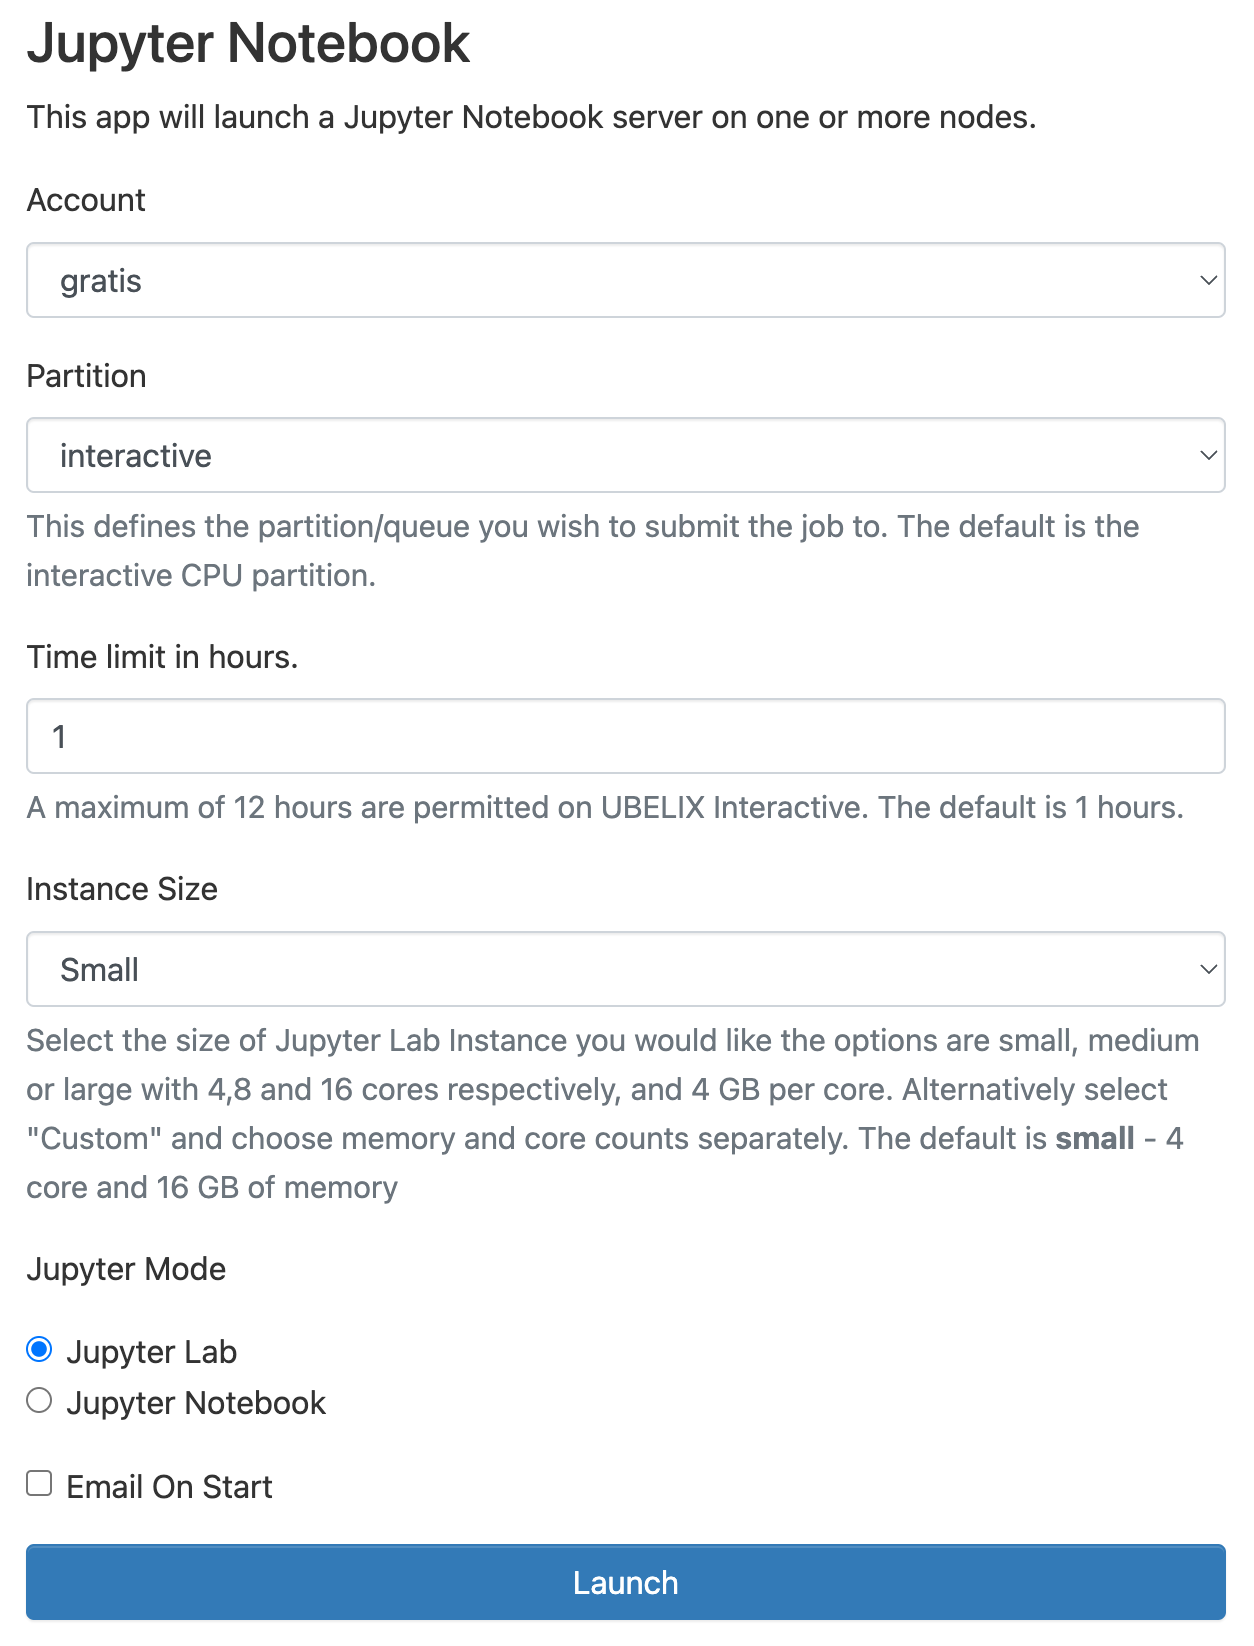 Jupyter Notebook
This app will launch a Jupyter Notebook server on one or more nodes.
Account
gratis
Partition
interactive
This defines the partition/queue you wish to submit the job to. The default is the
interactive CPU partition.
Time limit in hours.
1
A maximum of 12 hours are permitted on UBELIX Interactive. The default is 1 hours.
Instance Size
Small
Select the size of Jupyter Lab Instance you would like the options are small, medium
or large with 4,8 and 16 cores respectively, and 4 GB per core. Alternatively select
"Custom" and choose memory and core counts separately. The default is small - 4
core and 16 GB of memory
Jupyter Mode
Jupyter Lab
Jupyter Notebook
Email On Start
Launch